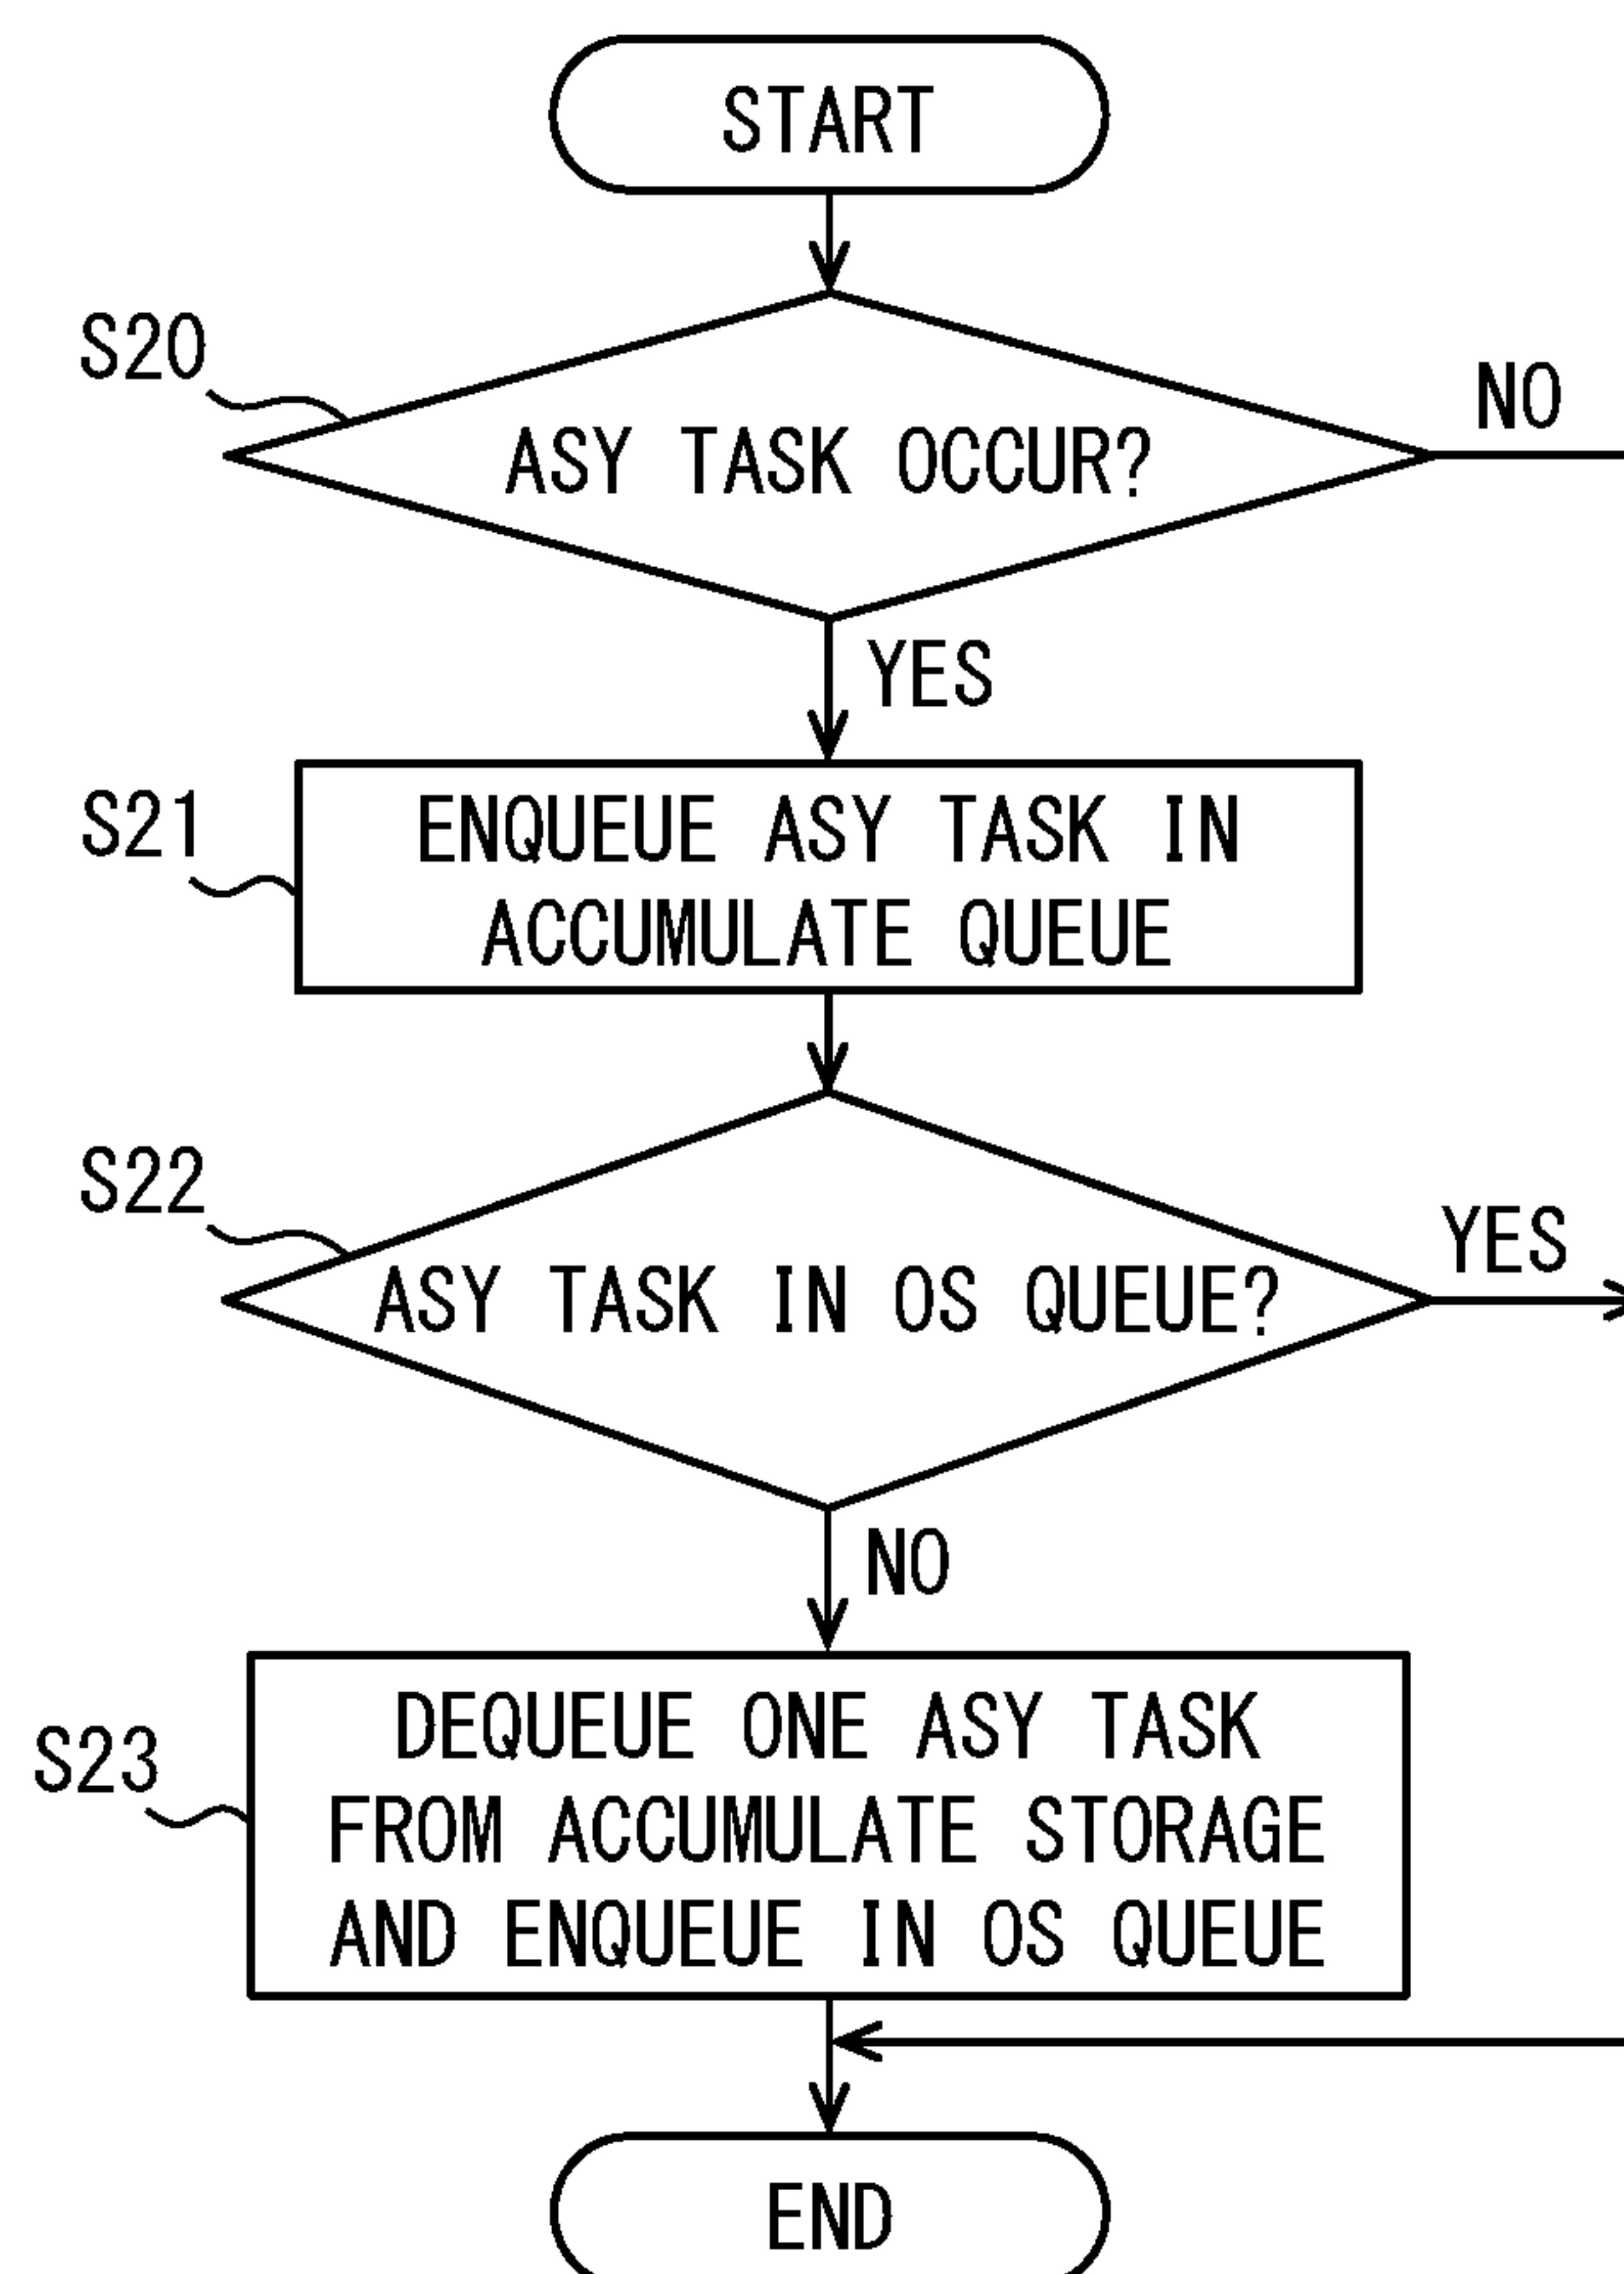 START
S20
ASY TASK OCCUR?
NO
YES
S21
ENQUEUE ASY TASK IN
ACCUMULATE QUEUE
S22
ASY TASK IN OS QUEUE?
YES
NO
S23
DEQUEUE ONE ASY TASK
FROM ACCUMULATE STORAGE
AND ENQUEUE IN OS QUEUE
END